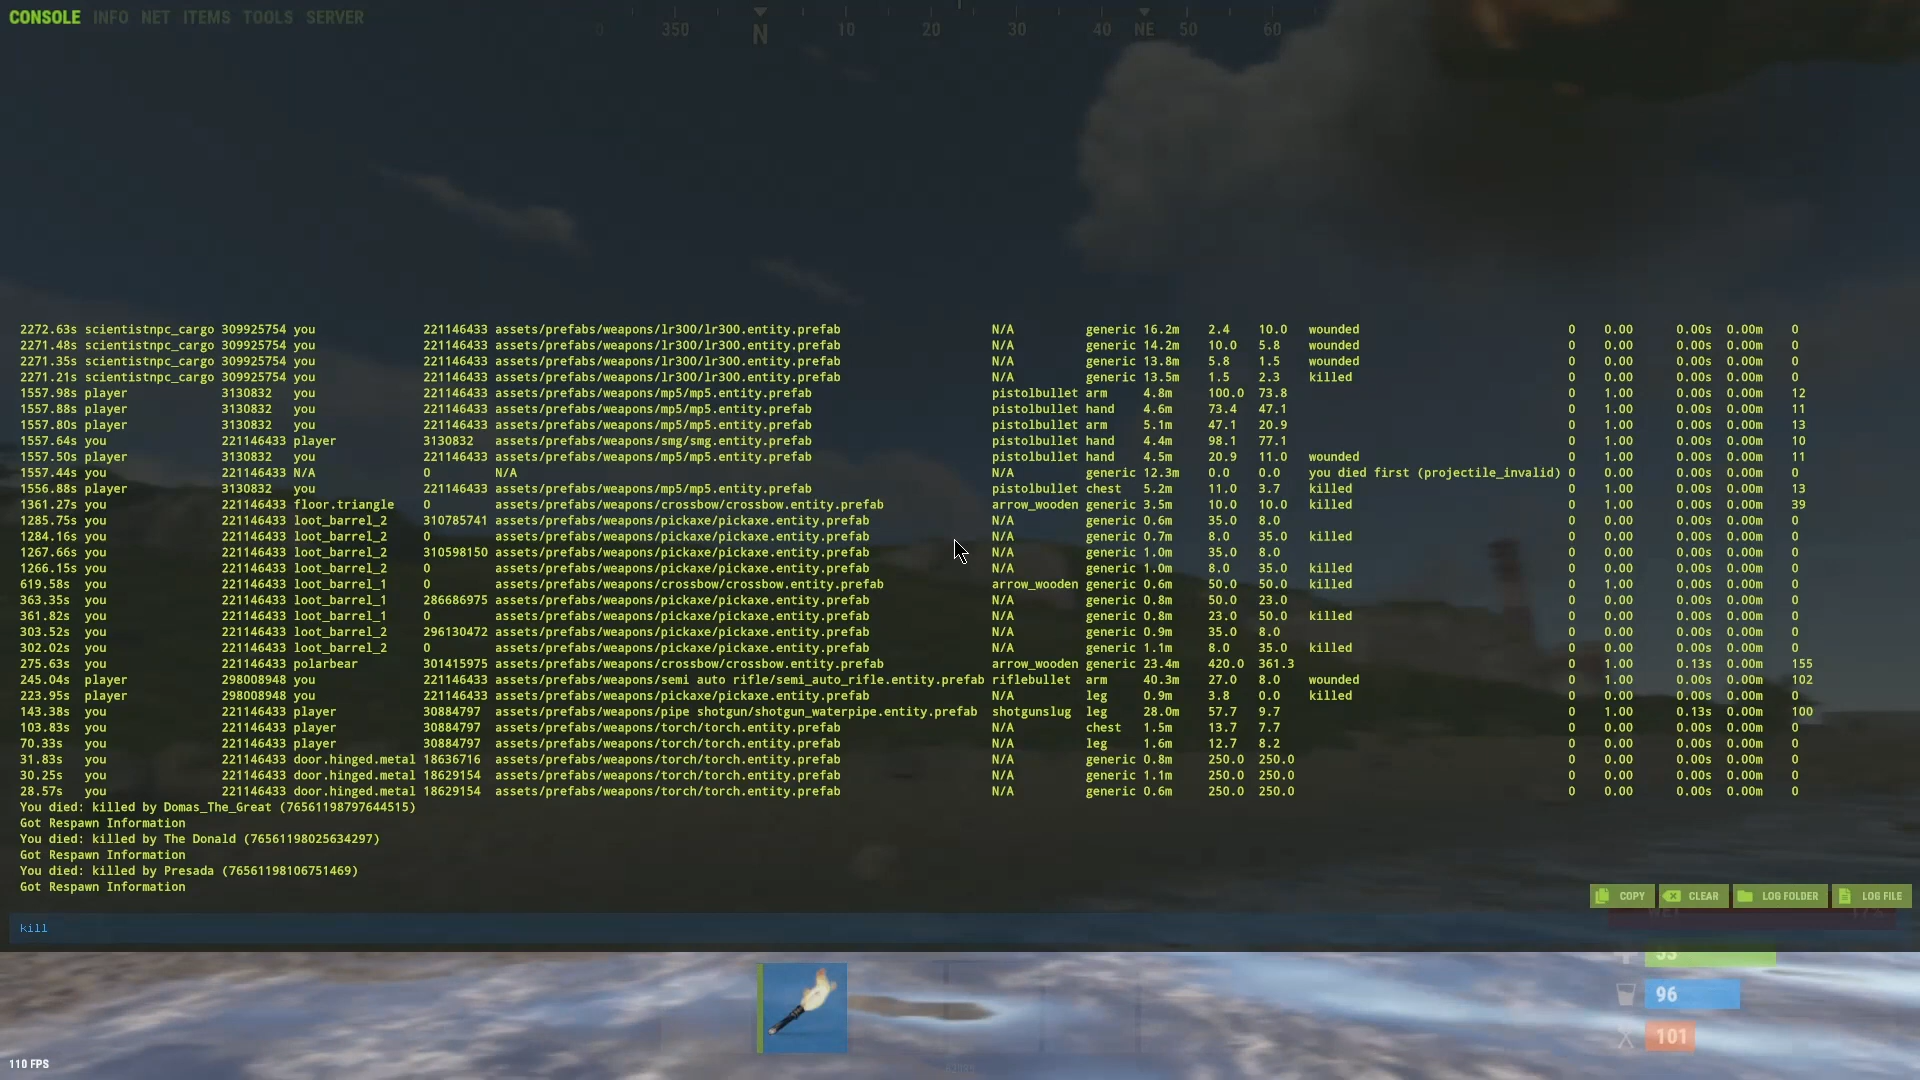 CONSOLE INFO NET ITEMS TOOLS SERVER
350 N 10 20 30 40 NE 50 60
2272.63s scientistnpc_cargo 309925754 you 221146433 assets/prefabs/weapons/lr300/lr300.entity.prefab N/A generic 16.2m 2.4 10.0 wounded 0 0.00 0.00s 0.00m 0
2271.48s scientistnpc_cargo 309925754 you 221146433 assets/prefabs/weapons/lr300/lr300.entity.prefab N/A generic 14.2m 10.0 5.8 wounded 0 0.00 0.00s 0.00m 0
2271.35s scientistnpc_cargo 309925754 you 221146433 assets/prefabs/weapons/lr300/lr300.entity.prefab N/A generic 13.8m 5.8 1.5 wounded 0 0.00 0.00s 0.00m 0
2271.21s scientistnpc_cargo 309925754 you 221146433 assets/prefabs/weapons/lr300/lr300.entity.prefab N/A generic 13.5m 1.5 2.3 killed 0 0.00 0.00s 0.00m 0
1557.98s player 3130832 you 221146433 assets/prefabs/weapons/mp5/mp5.entity.prefab pistolbullet arm 4.8m 100.0 73.8 0 1.00 0.00s 0.00m 12
1557.88s player 3130832 you 221146433 assets/prefabs/weapons/mp5/mp5.entity.prefab pistolbullet hand 4.6m 73.4 47.1 0 1.00 0.00s 0.00m 11
1557.80s player 3130832 you 221146433 assets/prefabs/weapons/mp5/mp5.entity.prefab pistolbullet arm 5.1m 47.1 20.9 0 1.00 0.00s 0.00m 13
1557.64s you 221146433 player 3130832 assets/prefabs/weapons/smg/smg.entity.prefab pistolbullet hand 4.4m 98.1 77.1 0 1.00 0.00s 0.00m 10
1557.50s player 3130832 you 221146433 assets/prefabs/weapons/mp5/mp5.entity.prefab pistolbullet hand 4.5m 20.9 11.0 wounded 0 1.00 0.00s 0.00m 11
1557.44s you 221146433 N/A 0 N/A N/A generic 12.3m 0.0 0.0 you died first (projectile_invalid) 0 0.00 0.00s 0.00m 0
1556.88s player 3130832 you 221146433 assets/prefabs/weapons/mp5/mp5.entity.prefab pistolbullet chest 5.2m 11.0 3.7 killed 0 1.00 0.00s 0.00m 13
1361.27s you 221146433 floor.triangle 0 assets/prefabs/weapons/crossbow/crossbow.entity.prefab arrow_wooden generic 3.5m 10.0 10.0 killed 0 1.00 0.00s 0.00m 39
1285.75s you 221146433 loot_barrel_2 310785741 assets/prefabs/weapons/pickaxe/pickaxe.entity.prefab N/A generic 0.6m 35.0 8.0 0 0.00 0.00s 0.00m 0
1284.16s you 221146433 loot_barrel_2 0 assets/prefabs/weapons/pickaxe/pickaxe.entity.prefab N/A generic 0.7m 8.0 35.0 killed 0 0.00 0.00s 0.00m 0
1267.66s you 221146433 loot_barrel_2 310598150 assets/prefabs/weapons/pickaxe/pickaxe.entity.prefab N/A generic 1.0m 35.0 8.0 0 0.00 0.00s 0.00m 0
1266.15s you 221146433 loot_barrel_2 0 assets/prefabs/weapons/pickaxe/pickaxe.entity.prefab N/A generic 1.0m 8.0 35.0 killed 0 0.00 0.00s 0.00m 0
619.58s you 221146433 loot_barrel_1 0 assets/prefabs/weapons/crossbow/crossbow.entity.prefab arrow_wooden generic 0.6m 50.0 50.0 killed 0 1.00 0.00s 0.00m 0
363.35s you 221146433 loot_barrel_1 286686975 assets/prefabs/weapons/pickaxe/pickaxe.entity.prefab N/A generic 0.8m 50.0 23.0 0 0.00 0.00s 0.00m 0
361.82s you 221146433 loot_barrel_1 0 assets/prefabs/weapons/pickaxe/pickaxe.entity.prefab N/A generic 0.8m 23.0 50.0 killed 0 0.00 0.00s 0.00m 0
303.52s you 221146433 loot_barrel_2 296130472 assets/prefabs/weapons/pickaxe/pickaxe.entity.prefab N/A generic 0.9m 35.0 8.0 0 0.00 0.00s 0.00m 0
302.02s you 221146433 loot_barrel_2 0 assets/prefabs/weapons/pickaxe/pickaxe.entity.prefab N/A generic 1.1m 8.0 35.0 killed 0 0.00 0.00s 0.00m 0
275.63s you 221146433 polarbear 301415975 assets/prefabs/weapons/crossbow/crossbow.entity.prefab arrow_wooden generic 23.4m 420.0 361.3 0 1.00 0.13s 0.00m 155
245.04s player 298008948 you 221146433 assets/prefabs/weapons/semi auto rifle/semi_auto_rifle.entity.prefab riflebullet arm 40.3m 27.0 8.0 wounded 0 1.00 0.00s 0.00m 102
223.95s player 298008948 you 221146433 assets/prefabs/weapons/pickaxe/pickaxe.entity.prefab N/A leg 0.9m 3.8 0.0 killed 0 0.00 0.00s 0.00m 0
143.38s you 221146433 player 30884797 assets/prefabs/weapons/pipe shotgun/shotgun_waterpipe.entity.prefab shotgunslug leg 28.0m 57.7 9.7 0 1.00 0.13s 0.00m 100
103.83s you 221146433 player 30884797 assets/prefabs/weapons/torch/torch.entity.prefab N/A chest 1.5m 13.7 7.7 0 0.00 0.00s 0.00m 0
70.33s you 221146433 player 30884797 assets/prefabs/weapons/torch/torch.entity.prefab N/A leg 1.6m 12.7 8.2 0 0.00 0.00s 0.00m 0
31.83s you 221146433 door.hinged.metal 18636716 assets/prefabs/weapons/torch/torch.entity.prefab N/A generic 0.8m 250.0 250.0 0 0.00 0.00s 0.00m 0
30.25s you 221146433 door.hinged.metal 18629154 assets/prefabs/weapons/torch/torch.entity.prefab N/A generic 1.1m 250.0 250.0 0 0.00 0.00s 0.00m 0
28.57s you 221146433 door.hinged.metal 18629154 assets/prefabs/weapons/torch/torch.entity.prefab N/A generic 0.6m 250.0 250.0 0 0.00 0.00s 0.00m 0
You died: killed by Domas_The_Great (76561198797644515)
Got Respawn Information
You died: killed by The Donald (76561198025634297)
Got Respawn Information
You died: killed by Presada (76561198106751469)
Got Respawn Information
COPY CLEAR LOG FOLDER LOG FILE
kill
96
101
110 FPS